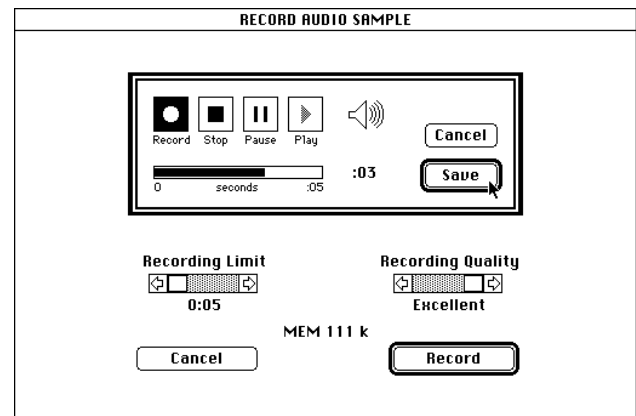 RECORD AUDIO SAMPLE
Record Stop Pause Play
Cancel
0 seconds :05
:03
Save
Recording Limit Recording Quality
0:05 Excellent
MEM 111 k
Cancel Record